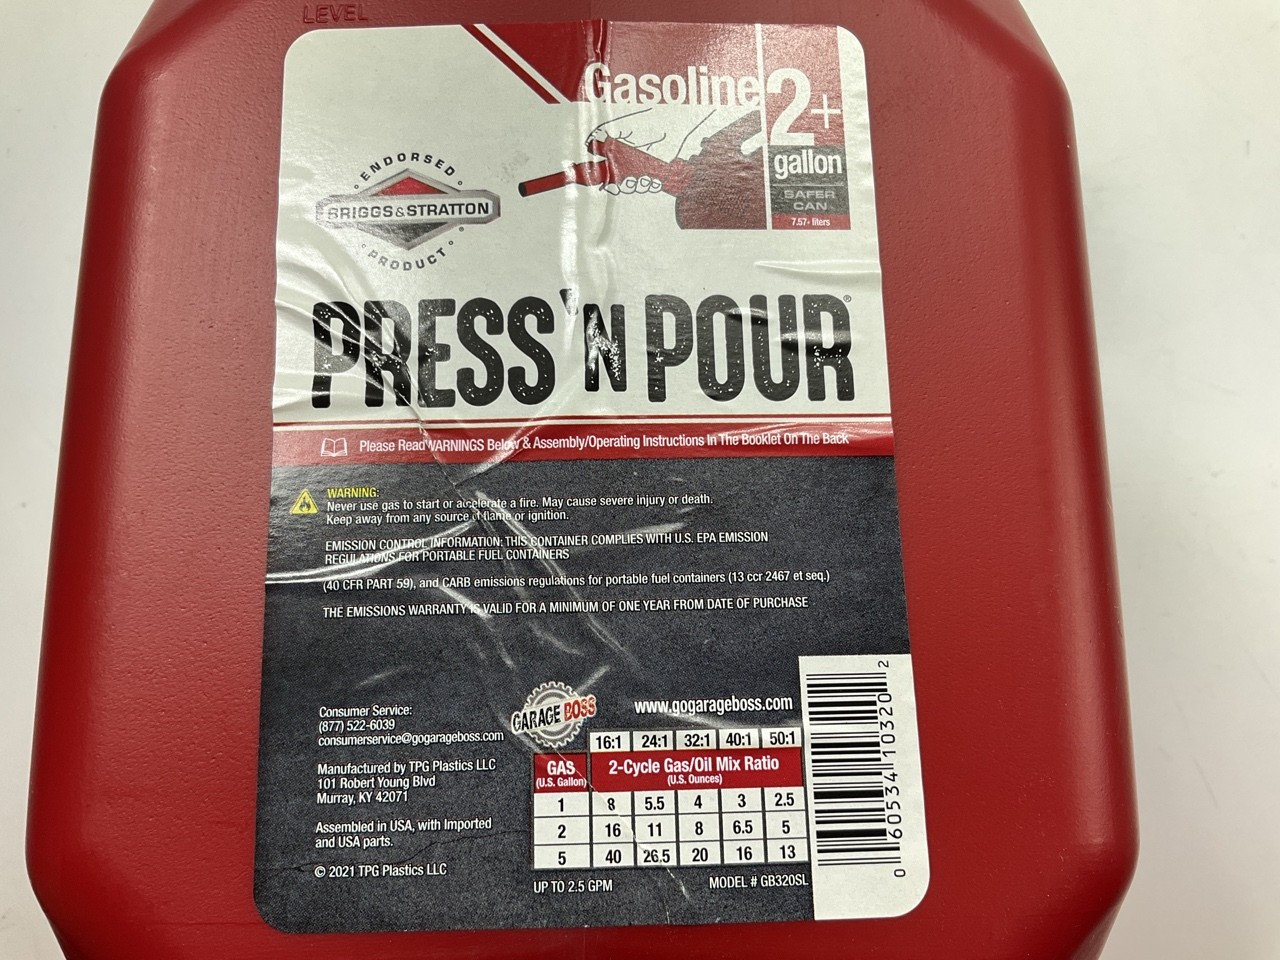 LEVEL
Gasoline
2+
gallon
SAFER
CAN
7.57+ liters
ENDORSED
BRIGGS&STRATTON
PRODUCT
PRESS 'N POUR®
Please Read WARNINGS Below & Assembly/Operating Instructions In The Booklet On The Back
WARNING:
Never use gas to start or accelerate a fire. May cause severe injury or death.
Keep away from any source of flame or ignition.
EMISSION CONTROL INFORMATION: THIS CONTAINER COMPLIES WITH U.S. EPA EMISSION
REGULATIONS FOR PORTABLE FUEL CONTAINERS
(40 CFR PART 59), and CARB emissions regulations for portable fuel containers (13 ccr 2467 et seq.)
THE EMISSIONS WARRANTY IS VALID FOR A MINIMUM OF ONE YEAR FROM DATE OF PURCHASE
Consumer Service:
(877) 522-6039
consumerservice@gogarageboss.com
Manufactured by TPG Plastics LLC
101 Robert Young Blvd
Murray, KY 42071
Assembled in USA, with Imported
and USA parts.
© 2021 TPG Plastics LLC
GARAGE BOSS
www.gogarageboss.com
16:1 24:1 32:1 40:1 50:1
GAS
(U.S. Gallon)
2-Cycle Gas/Oil Mix Ratio
(U.S. Ounces)
1 8 5.5 4 3 2.5
2 16 11 8 6.5 5
5 40 26.5 20 16 13
UP TO 2.5 GPM
MODEL # GB320SL
0 60534 10320 2